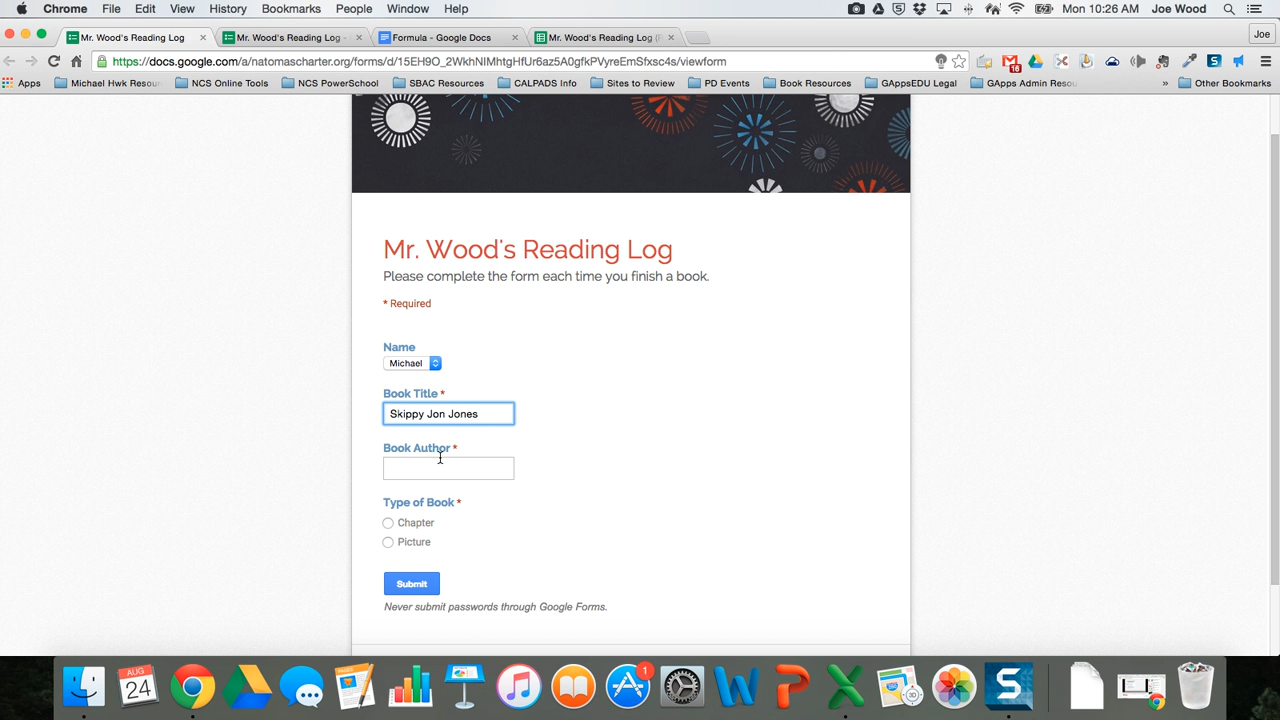 Chrome File Edit View History Bookmarks People Window Help Mon 10:26 AM Joe Wood
Mr. Wood's Reading Log Mr. Wood's Reading Log - Formula - Google Docs Mr. Wood's Reading Log (R Joe
https://docs.google.com/a/natomascharter.org/forms/d/15EH9O_2WkhNIMhtgHfUr6az5A0gfkPVyreEmSfxsc4s/viewform 16
Apps Michael Hwk Resour NCS Online Tools NCS PowerSchool SBAC Resources CALPADS Info Sites to Review PD Events Book Resources GAppsEDU Legal GApps Admin Resou » Other Bookmarks
Mr. Wood's Reading Log
Please complete the form each time you finish a book.
* Required
Name
Michael
Book Title *
Skippy Jon Jones
Book Author *
Type of Book *
Chapter
Picture
Submit
Never submit passwords through Google Forms.
AUG
24
1
3D